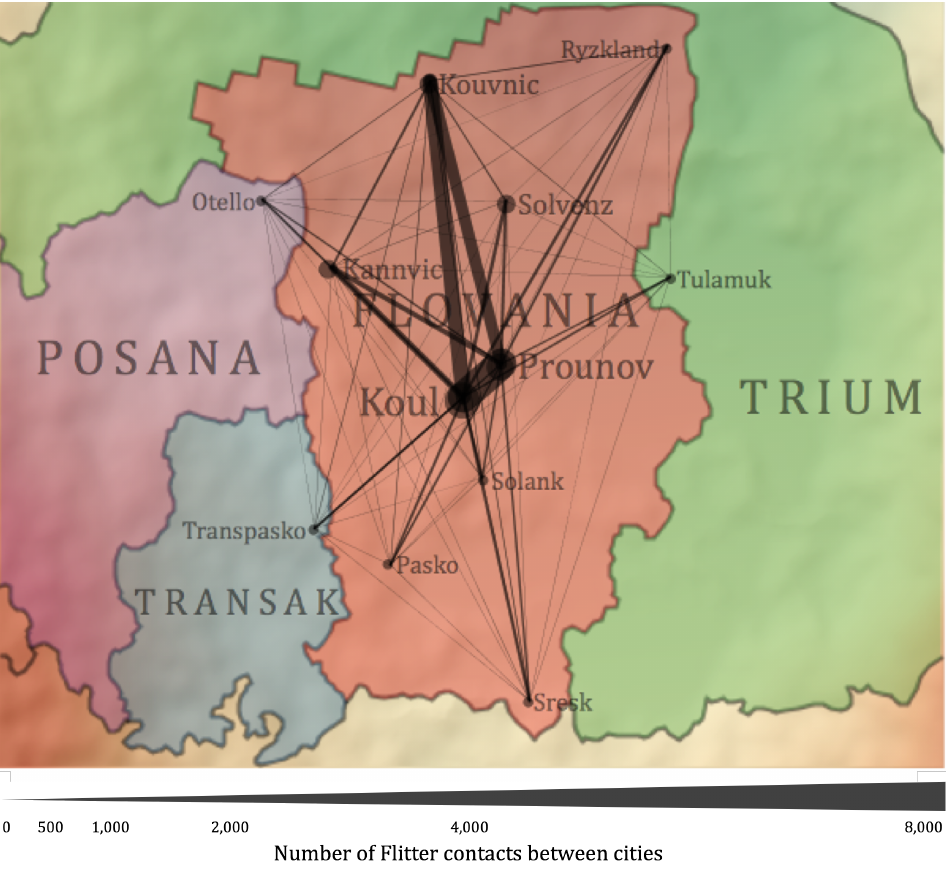 Ryzkland
Kouvnic
Otello
Solvenz
Kannvic
Tulamuk
FLOVANIA
POSANA
Prounov
TRIUM
Koul
Solank
Transpasko
Pasko
TRANSAK
Sresk
0 500 1,000 2,000 4,000 8,000
Number of Flitter contacts between cities